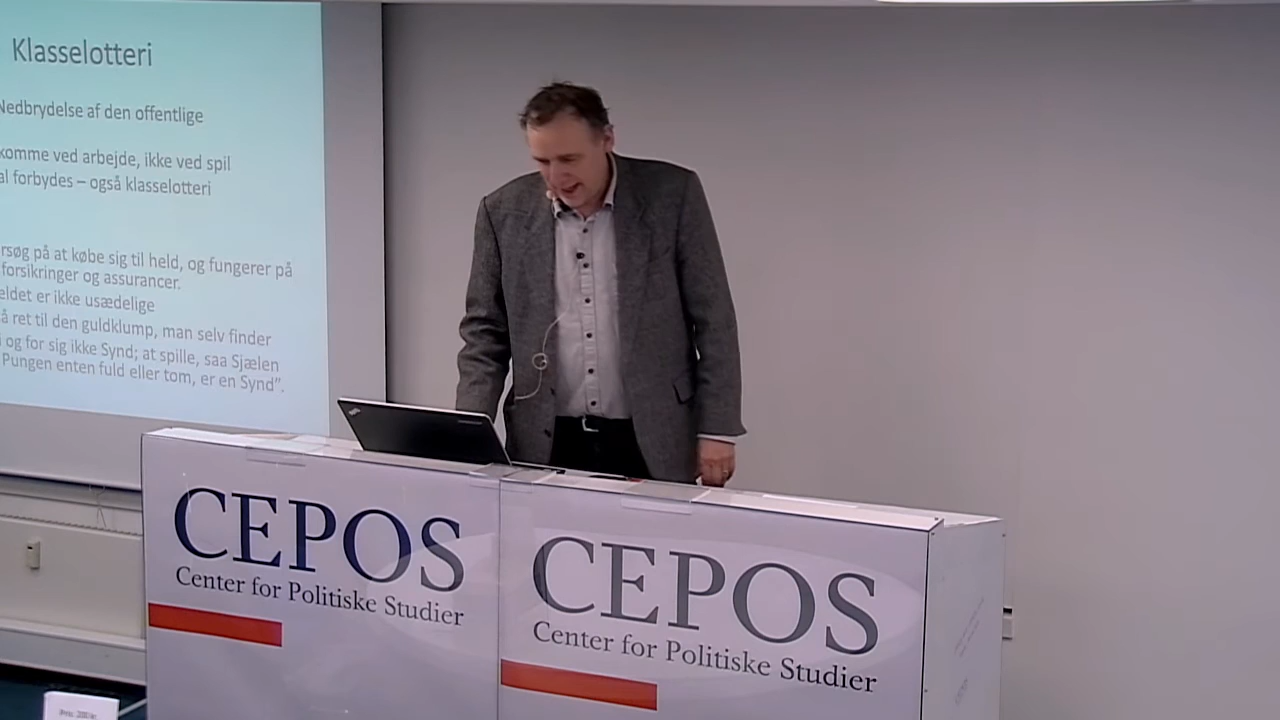 Klasselotteri
Nedbrydelse af den offentlige
komme ved arbejde, ikke ved spil
al forbydes – også klasselotteri
rsøg på at købe sig til held, og fungerer på
forsikringer og assurancer.
eldet er ikke usædelige
å ret til den guldklump, man selv finder
og for sig ikke Synd; at spille, saa Sjælen
Pungen enten fuld eller tom, er en Synd”.
CEPOS
Center for Politiske Studier
CEPOS
Center for Politiske Studier
Pris: 200 kr